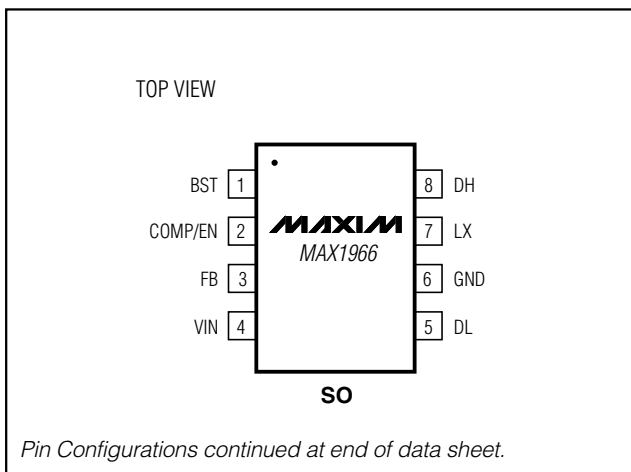 TOP VIEW
BST 1
COMP/EN 2
FB 3
VIN 4
MAXIM
MAX1966
8 DH
7 LX
6 GND
5 DL
SO
Pin Configurations continued at end of data sheet.